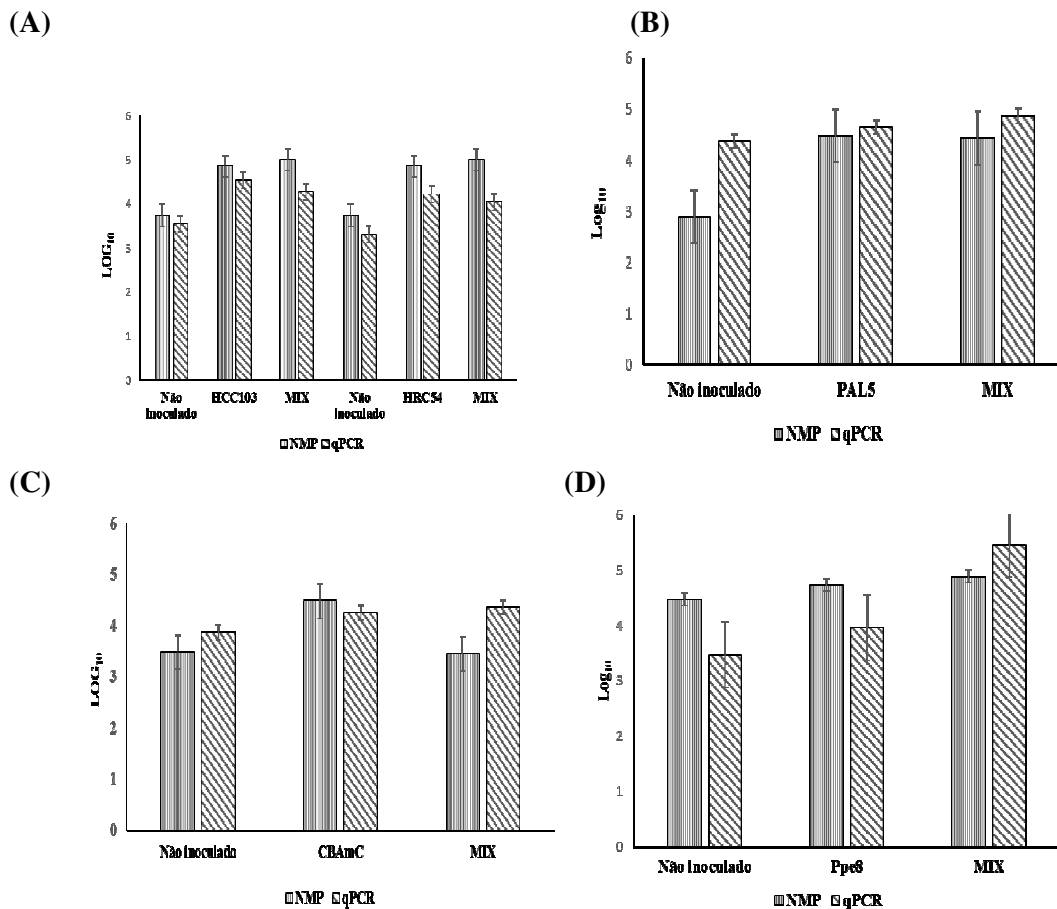 (A)
6
5
4
3
2
1
0
LOG10
Não inoculado
HCC103
MIX
Não inoculado
HRC54
MIX
NMP qPCR
(B)
6
5
4
3
2
1
0
Log10
Não inoculado
PAL5
MIX
NMP qPCR
(C)
6
5
4
3
2
1
0
LOG10
Não inoculado
CBAmC
MIX
NMP qPCR
(D)
6
5
4
3
2
1
0
Log10
Não inoculado
Ppe8
MIX
NMP qPCR